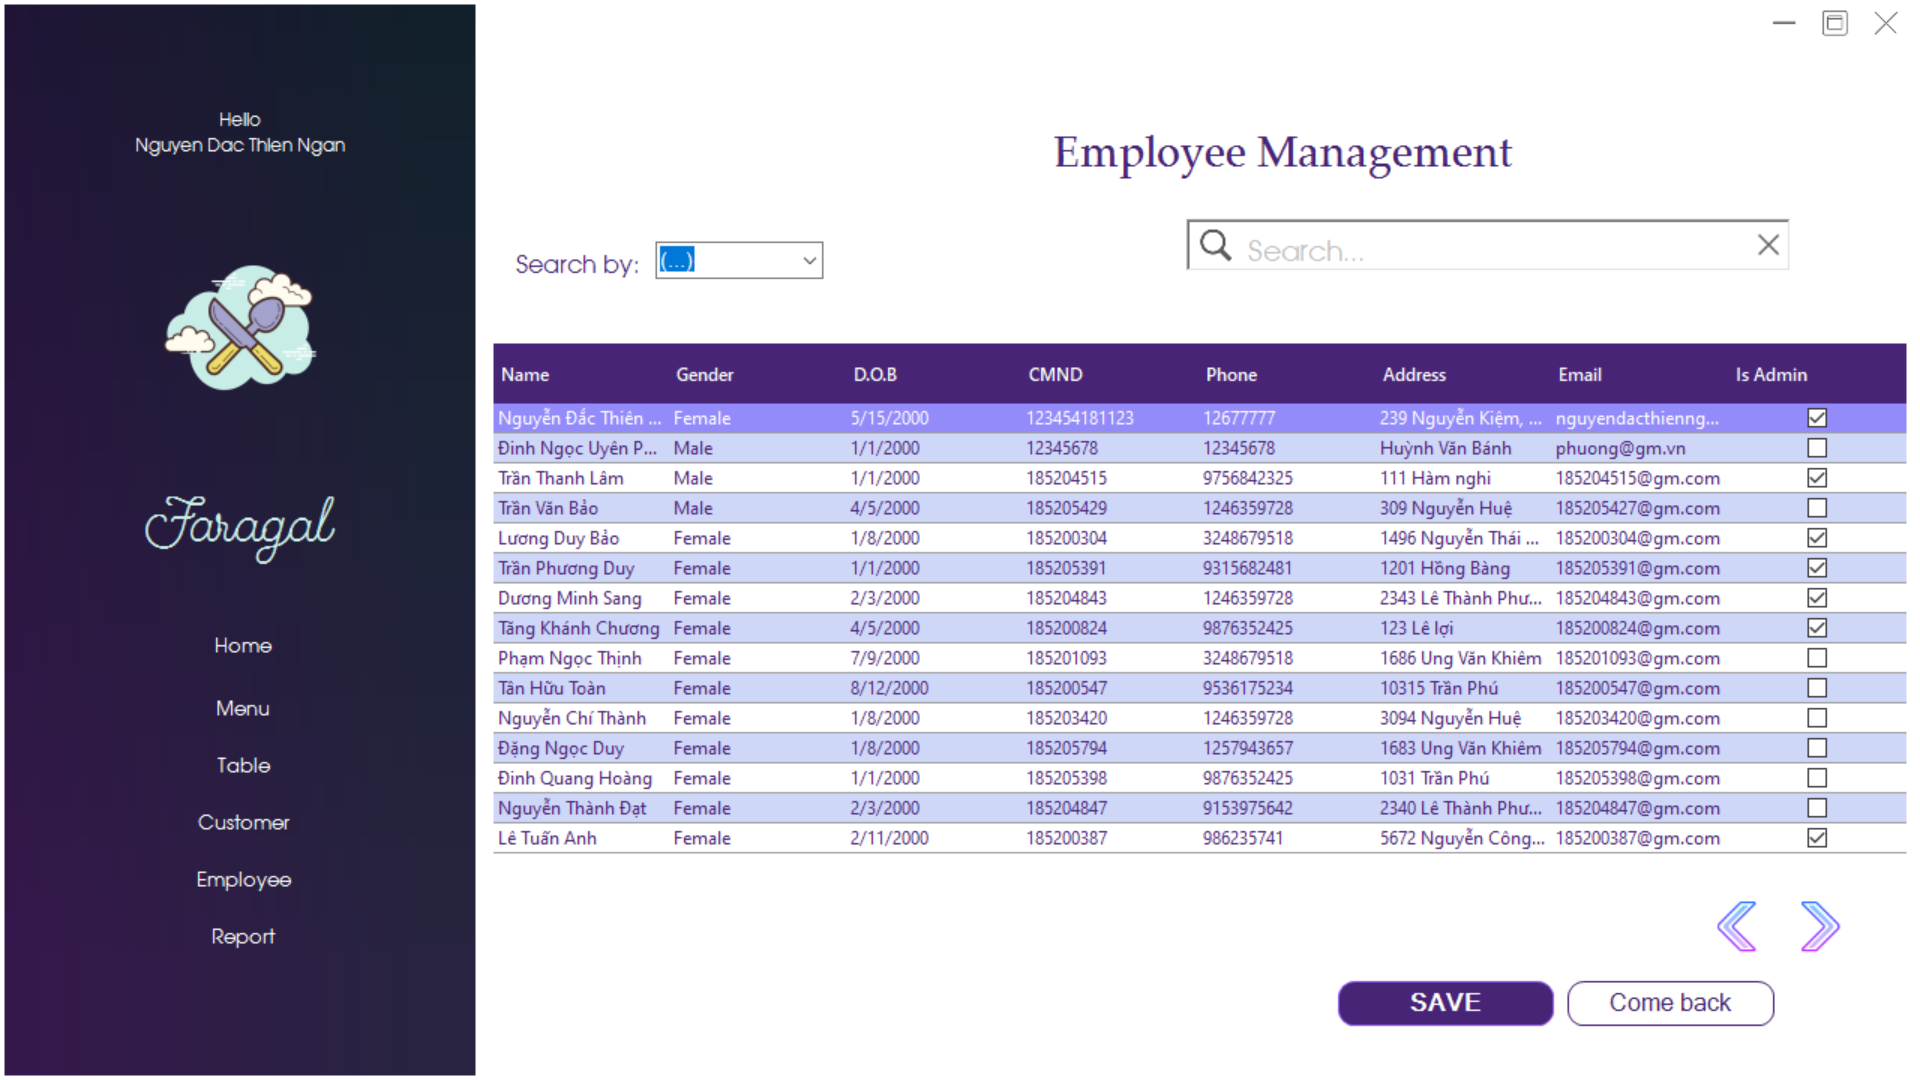 Hello
Nguyen Dac Thien Ngan
Faragal
Home
Menu
Table
Customer
Employee
Report
Employee Management
Search by: (...)
Search...
Name Gender D.O.B CMND Phone Address Email Is Admin
Nguyễn Đắc Thiên ... Female 5/15/2000 123454181123 12677777 239 Nguyễn Kiệm, ... nguyendacthienng...
Đinh Ngọc Uyên P... Male 1/1/2000 12345678 12345678 Huỳnh Văn Bánh phuong@gm.vn
Trần Thanh Lâm Male 1/1/2000 185204515 9756842325 111 Hàm nghi 185204515@gm.com
Trần Văn Bảo Male 4/5/2000 185205429 1246359728 309 Nguyễn Huệ 185205427@gm.com
Lương Duy Bảo Female 1/8/2000 185200304 3248679518 1496 Nguyễn Thái ... 185200304@gm.com
Trần Phương Duy Female 1/1/2000 185205391 9315682481 1201 Hồng Bàng 185205391@gm.com
Dương Minh Sang Female 2/3/2000 185204843 1246359728 2343 Lê Thành Phư... 185204843@gm.com
Tăng Khánh Chương Female 4/5/2000 185200824 9876352425 123 Lê lợi 185200824@gm.com
Phạm Ngọc Thịnh Female 7/9/2000 185201093 3248679518 1686 Ung Văn Khiêm 185201093@gm.com
Tân Hữu Toàn Female 8/12/2000 185200547 9536175234 10315 Trần Phú 185200547@gm.com
Nguyễn Chí Thành Female 1/8/2000 185203420 1246359728 3094 Nguyễn Huệ 185203420@gm.com
Đặng Ngọc Duy Female 1/8/2000 185205794 1257943657 1683 Ung Văn Khiêm 185205794@gm.com
Đinh Quang Hoàng Female 1/1/2000 185205398 9876352425 1031 Trần Phú 185205398@gm.com
Nguyễn Thành Đạt Female 2/3/2000 185204847 9153975642 2340 Lê Thành Phư... 185204847@gm.com
Lê Tuấn Anh Female 2/11/2000 185200387 986235741 5672 Nguyễn Công... 185200387@gm.com
SAVE Come back